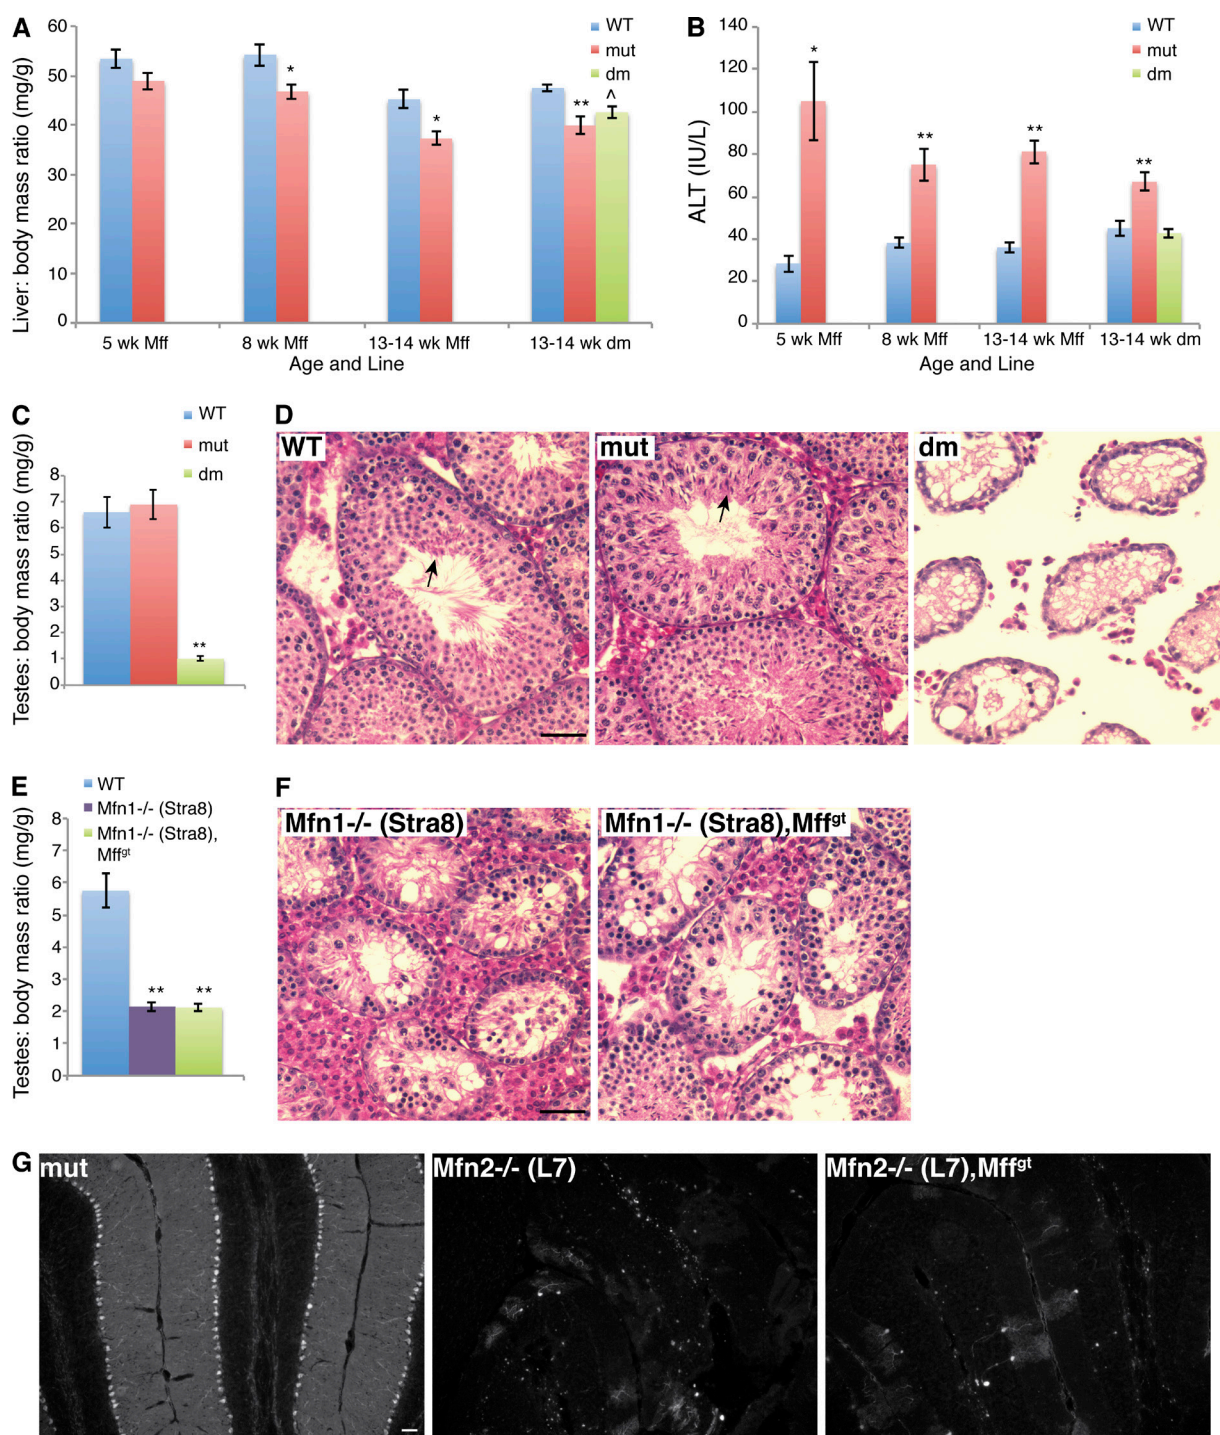 A
Liver: body mass ratio (mg/g)
60
50
40
30
20
10
0
WT
mut
dm
*
*
**
^
5 wk Mff
8 wk Mff
13-14 wk Mff
13-14 wk dm
Age and Line
B
ALT (IU/L)
140
120
100
80
60
40
20
0
WT
mut
dm
*
**
**
**
5 wk Mff
8 wk Mff
13-14 wk Mff
13-14 wk dm
Age and Line
C
WT
mut
dm
Testes: body mass ratio (mg/g)
8
7
6
5
4
3
2
1
0
**
D
WT
mut
dm
E
WT
Mfn1-/- (Stra8)
Mfn1-/- (Stra8),
Mffgt
Testes: body mass ratio (mg/g)
8
7
6
5
4
3
2
1
0
**
**
F
Mfn1-/- (Stra8)
Mfn1-/- (Stra8),Mffgt
G
mut
Mfn2-/- (L7)
Mfn2-/- (L7),Mffgt